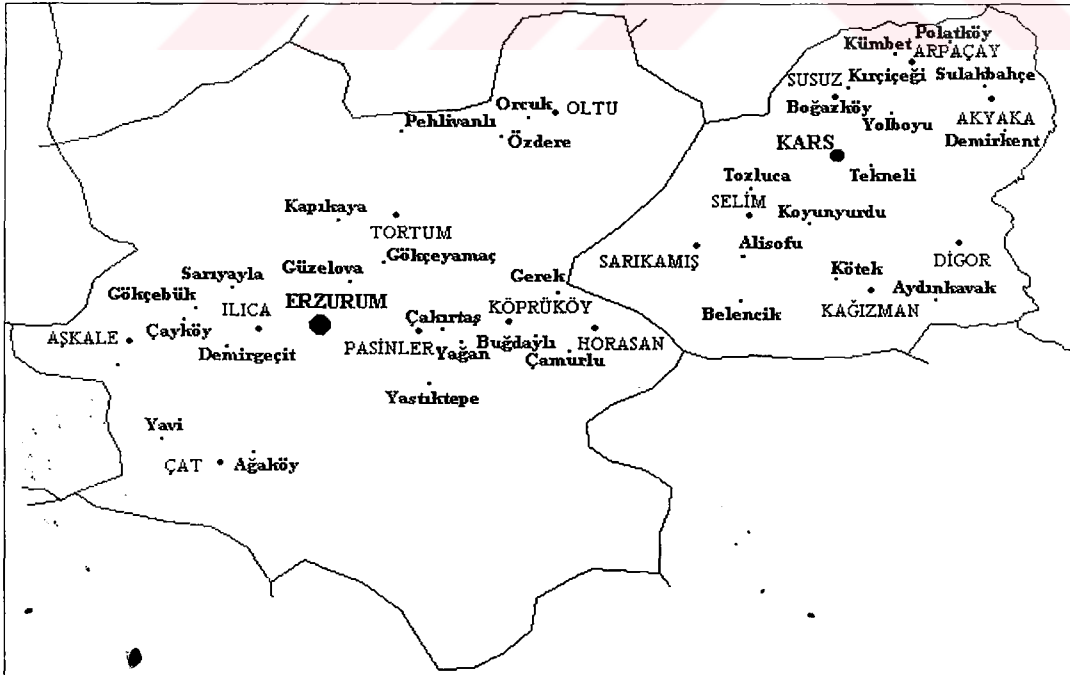 Polatköy
Kümbet
ARPAÇAY
SUSUZ
Kırçiçeği
Sulakbahçe
Boğazköy
Yolboyu
AKYAKA
Demirkent
KARS
Tekneli
Orcuk
OLTU
Pehlivanlı
Özdere
Tozluca
SELİM
Koyunyurdu
Kapıkaya
TORTUM
Gökçeyamaç
SARIKAMIŞ
Alisofu
DİGOR
Kötek
Aydınkavak
Belencik
KAĞIZMAN
Sarıyayla
Güzelova
Gerek
Gökçebük
ILICA
ERZURUM
KÖPRÜKÖY
Çayköy
Çakırtaş
AŞKALE
Demirgeçit
PASİNLER
Yağan
Buğdaylı
HORASAN
Çamurlu
Yastıktepe
Yavi
ÇAT
Ağaköy